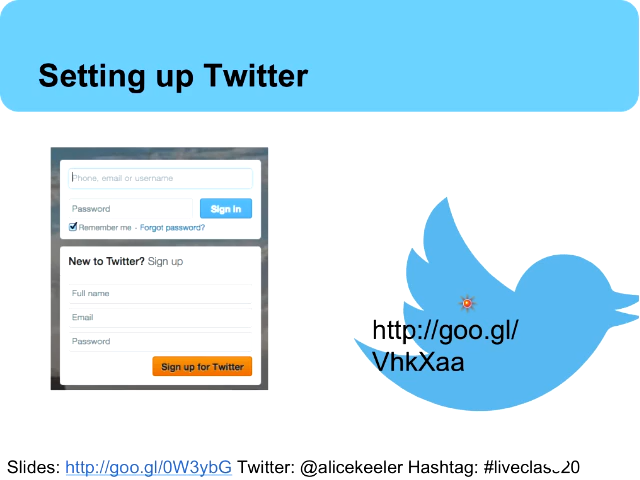 Setting up Twitter
Phone, email or username
Password
Sign in
Remember me - Forgot password?
New to Twitter? Sign up
Full name
Email
Password
Sign up for Twitter
http://goo.gl/
VhkXaa
Slides: http://goo.gl/0W3ybG Twitter: @alicekeeler Hashtag: #liveclass20